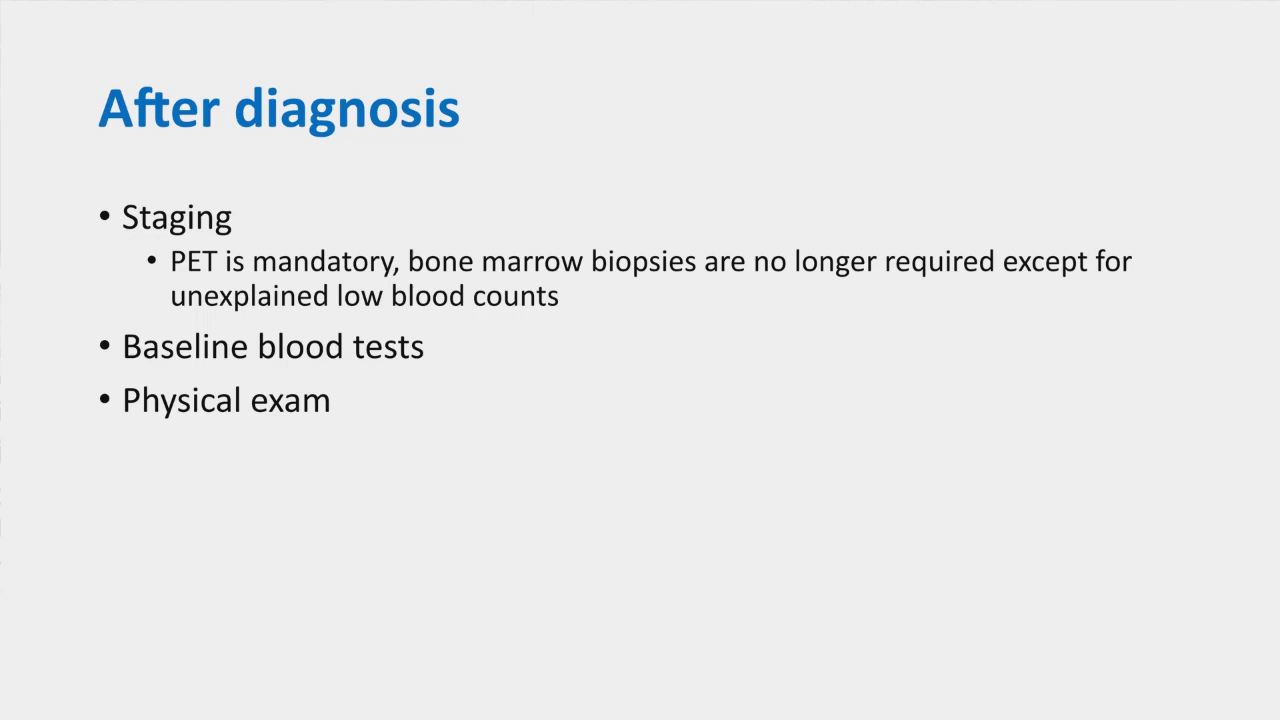 After diagnosis
• Staging
• PET is mandatory, bone marrow biopsies are no longer required except for
unexplained low blood counts
• Baseline blood tests
• Physical exam